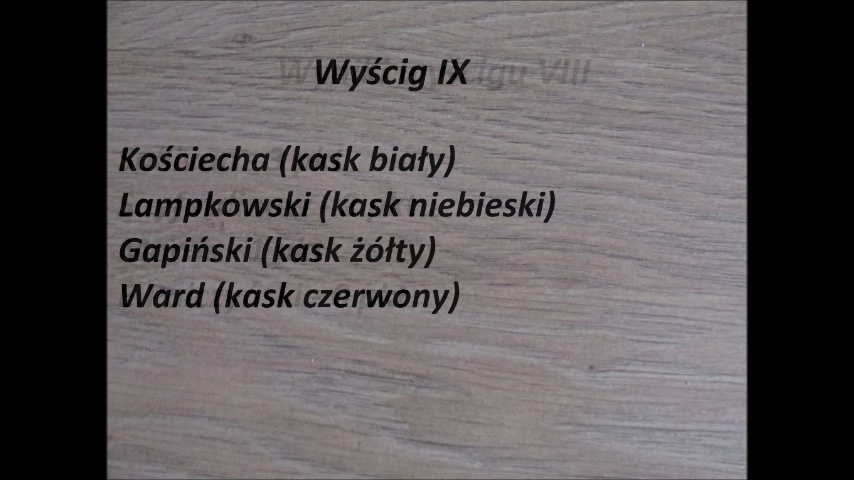 Wyścig IX
Kościecha (kask biały)
Lampkowski (kask niebieski)
Gapiński (kask żółty)
Ward (kask czerwony)